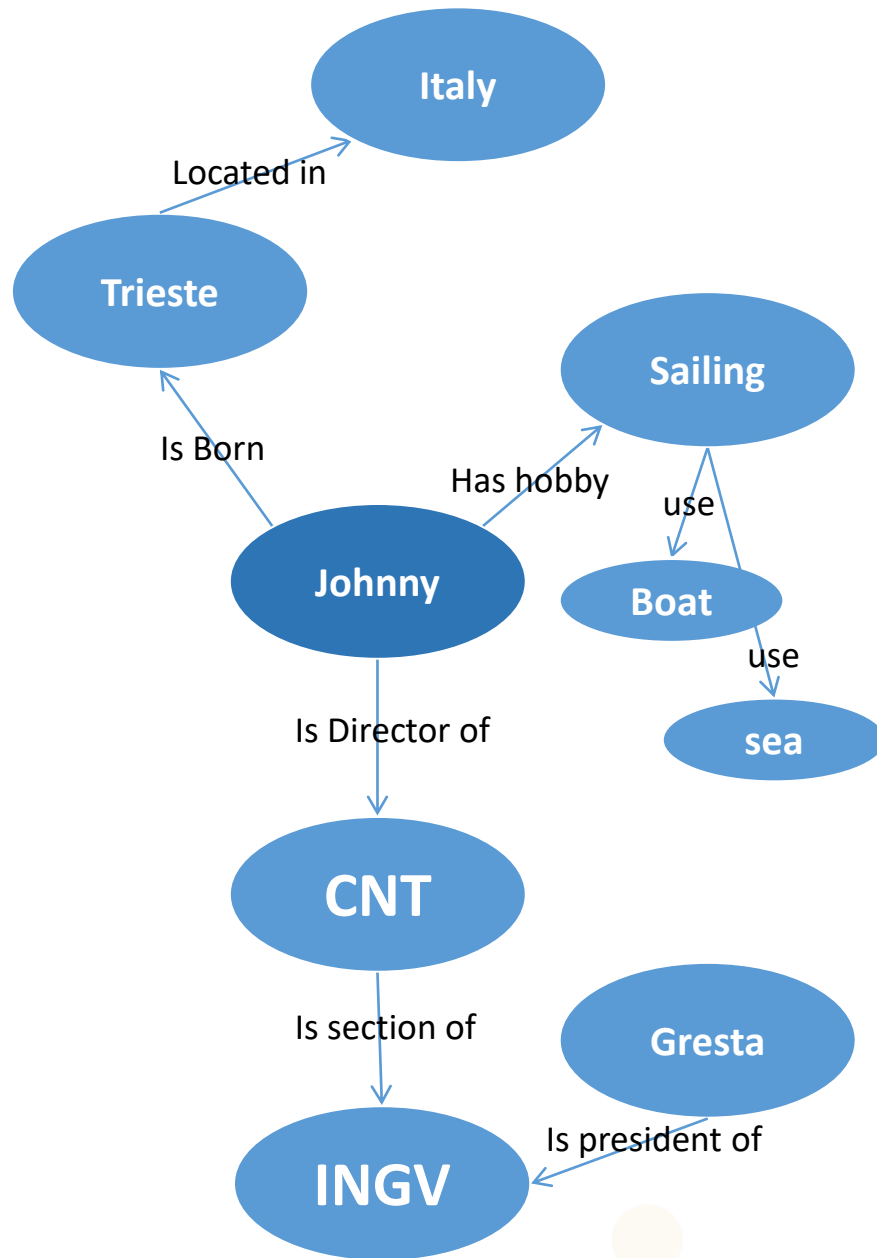 Italy
Located in
Trieste
Sailing
Is Born
Has hobby
use
Johnny
Boat
use
Is Director of
sea
CNT
Is section of
Gresta
Is president of
INGV